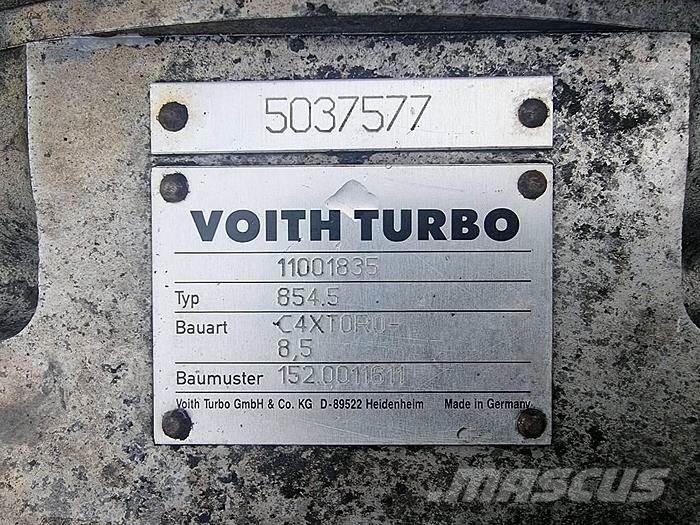 5037577
VOITH TURBO
11001835
Typ 854.5
Bauart C4XTORO-
8,5
Baumuster 152.0011611
Voith Turbo GmbH & Co. KG D-89522 Heidenheim Made in Germany
MASCUS